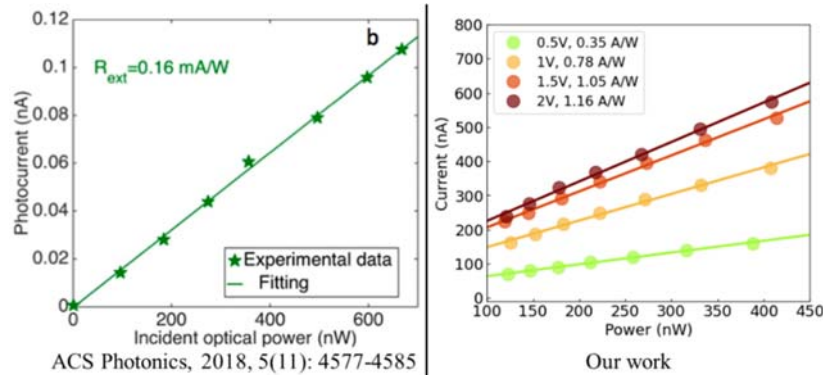 b
R_ext=0.16 mA/W
0.12
0.1
0.08
0.06
0.04
0.02
0
Photocurrent (nA)
Experimental data
Fitting
0 200 400 600
Incident optical power (nW)
ACS Photonics, 2018, 5(11): 4577-4585
0.5V, 0.35 A/W
1V, 0.78 A/W
1.5V, 1.05 A/W
2V, 1.16 A/W
800
700
600
500
400
300
200
100
0
Current (nA)
100 150 200 250 300 350 400 450
Power (nW)
Our work